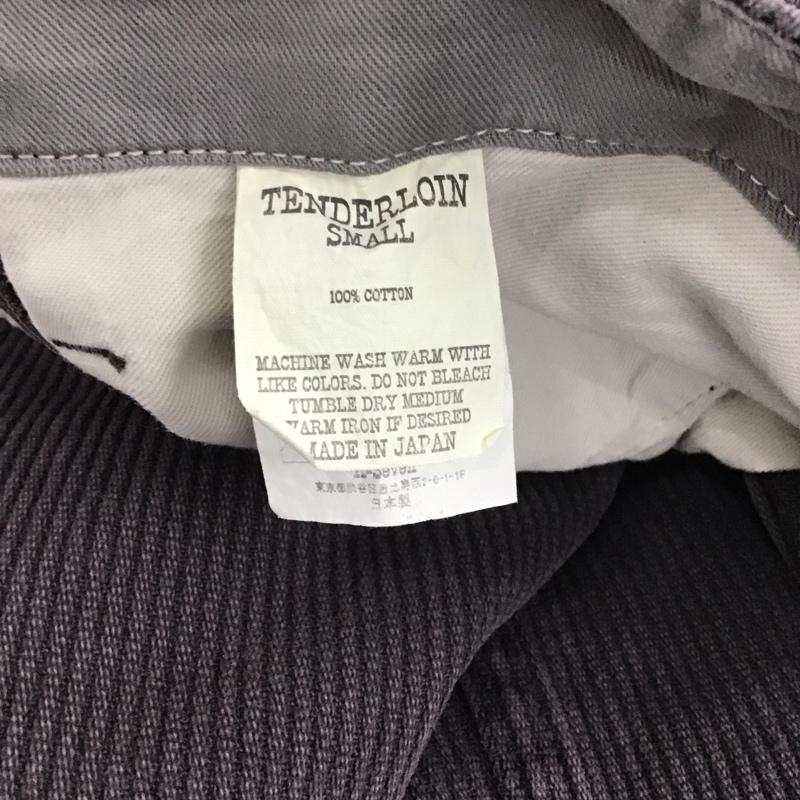 TENDERLOIN
SMALL
100% COTTON
MACHINE WASH WARM WITH
LIKE COLORS. DO NOT BLEACH
TUMBLE DRY MEDIUM
WARM IRON IF DESIRED
MADE IN JAPAN
日本製